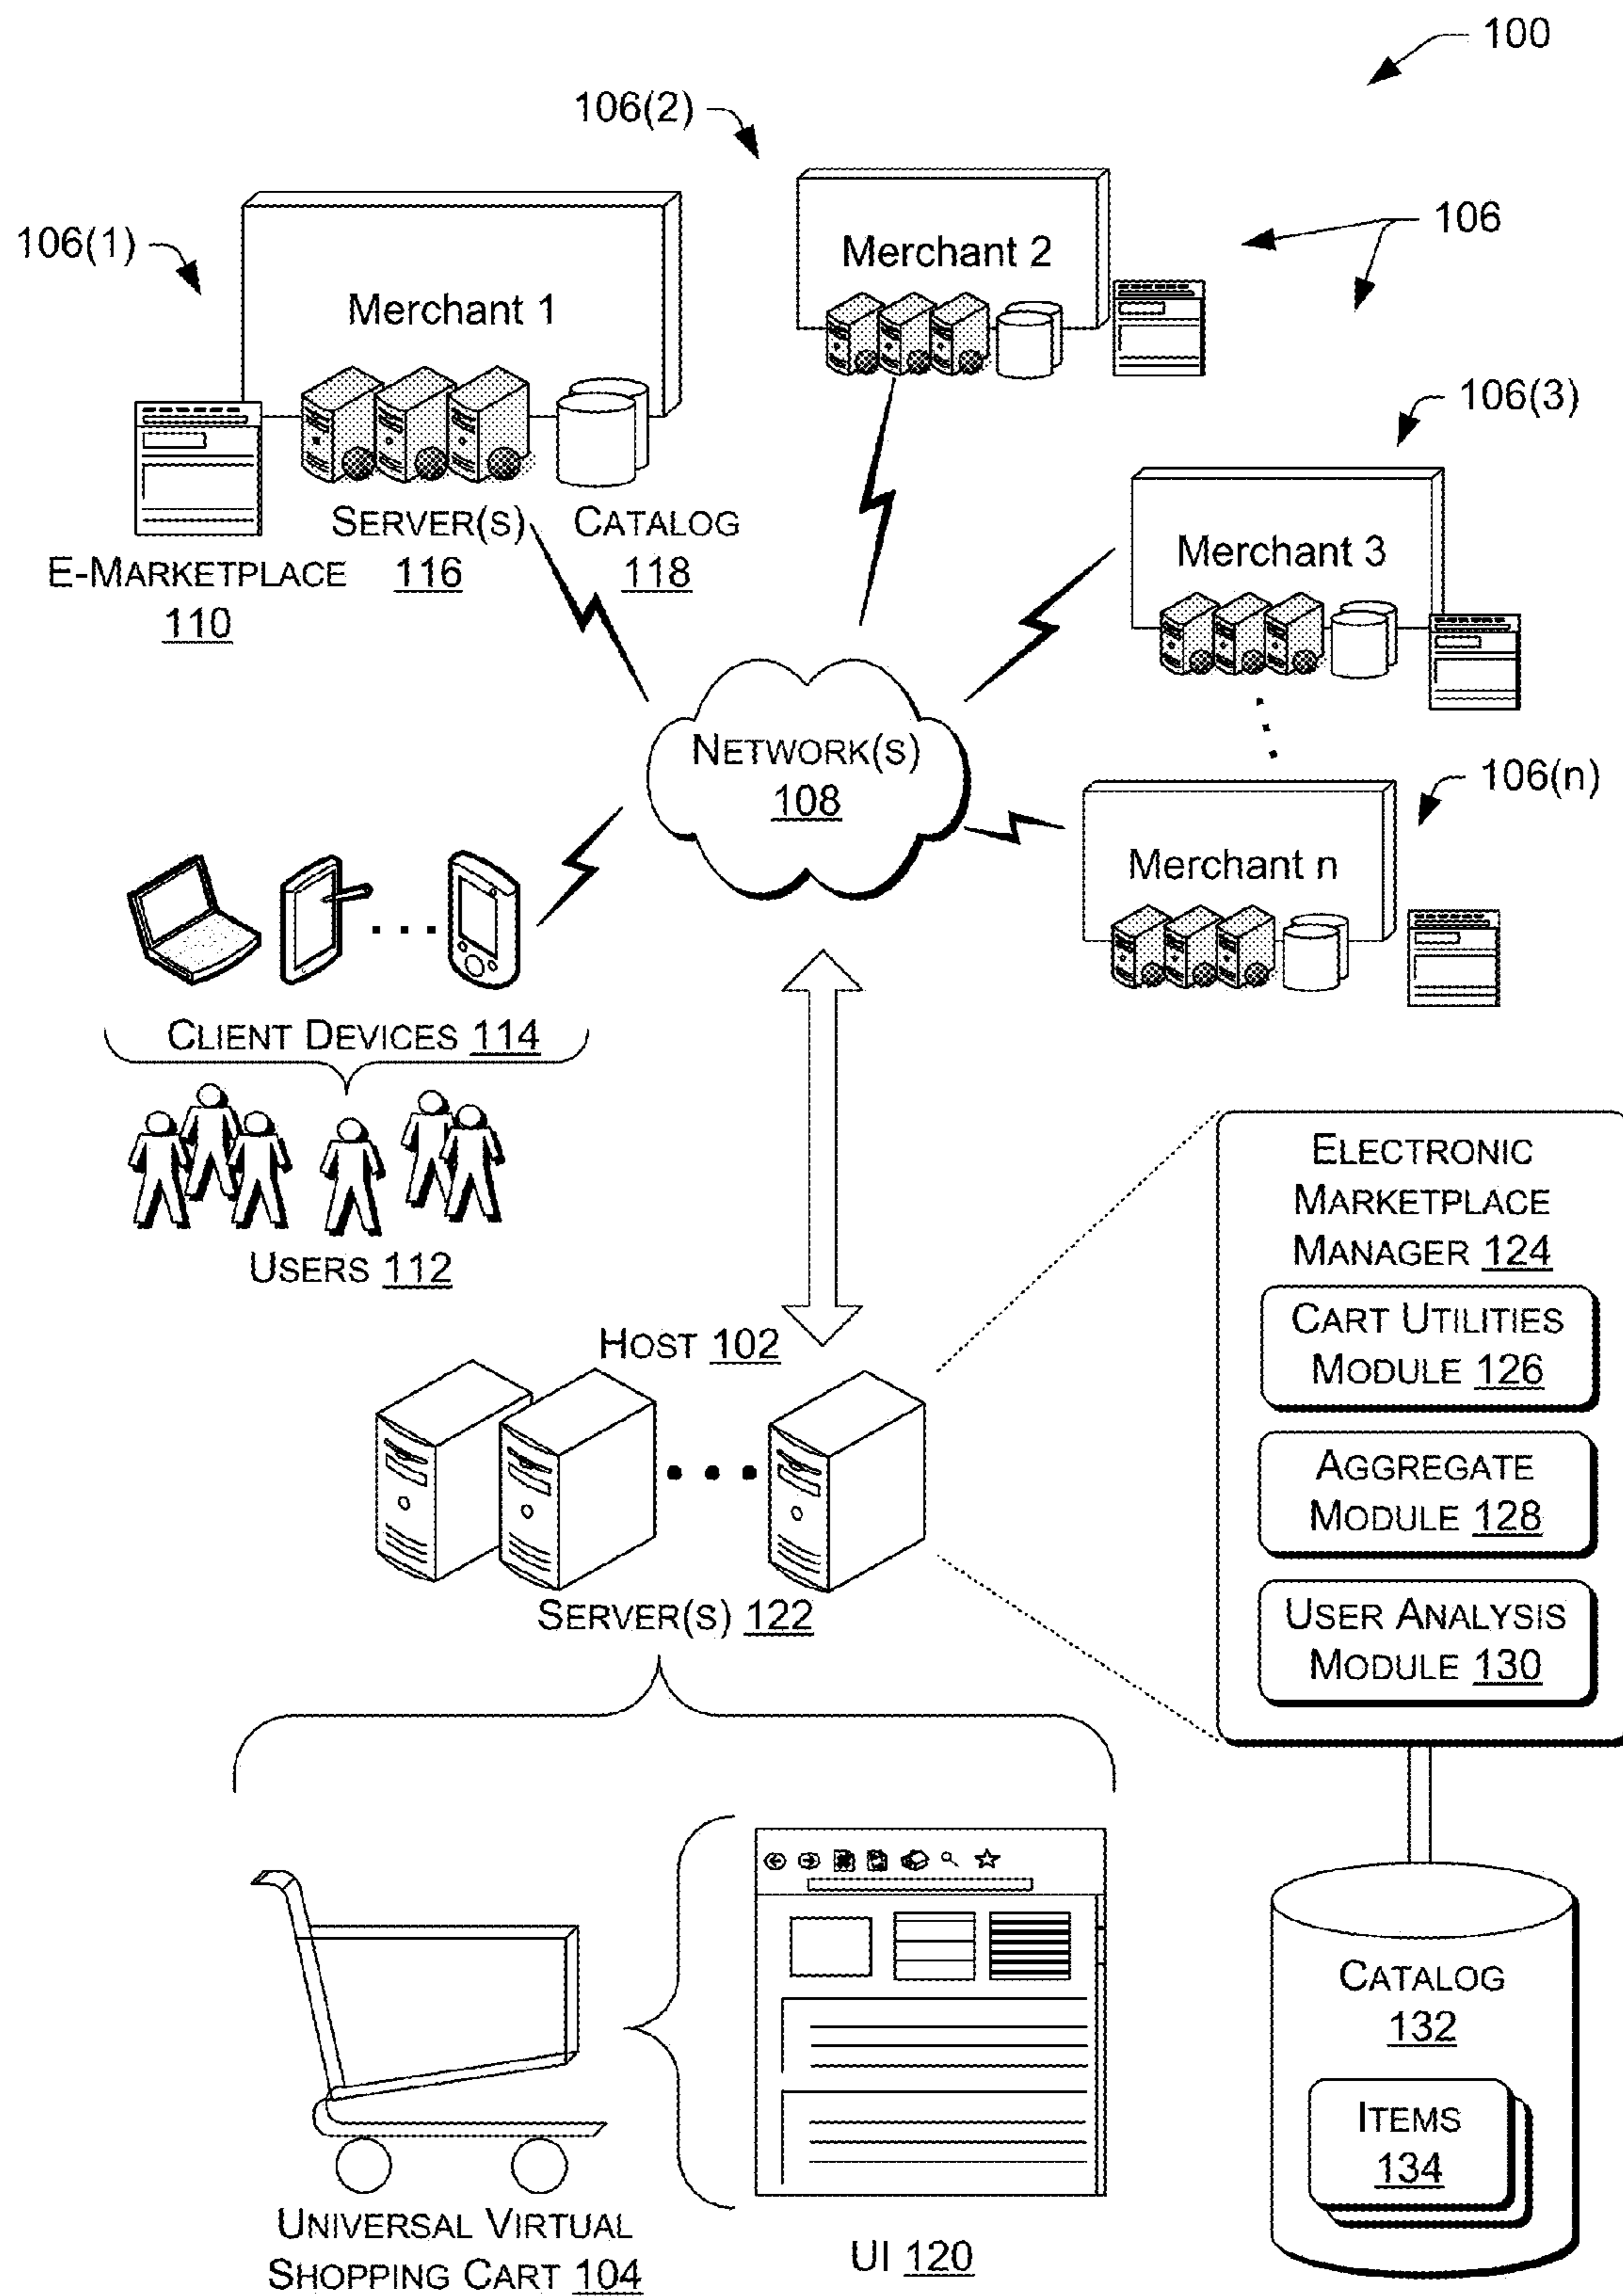 100
106(2)
106
106(1)
Merchant 2
Merchant 1
106(3)
SERVER(S)
116
CATALOG
118
E-MARKETPLACE
110
Merchant 3
NETWORK(S)
108
106(n)
Merchant n
CLIENT DEVICES 114
USERS 112
ELECTRONIC
MARKETPLACE
MANAGER 124
CART UTILITIES
MODULE 126
AGGREGATE
MODULE 128
USER ANALYSIS
MODULE 130
HOST 102
SERVER(S) 122
CATALOG
132
ITEMS
134
UNIVERSAL VIRTUAL
SHOPPING CART 104
UI 120